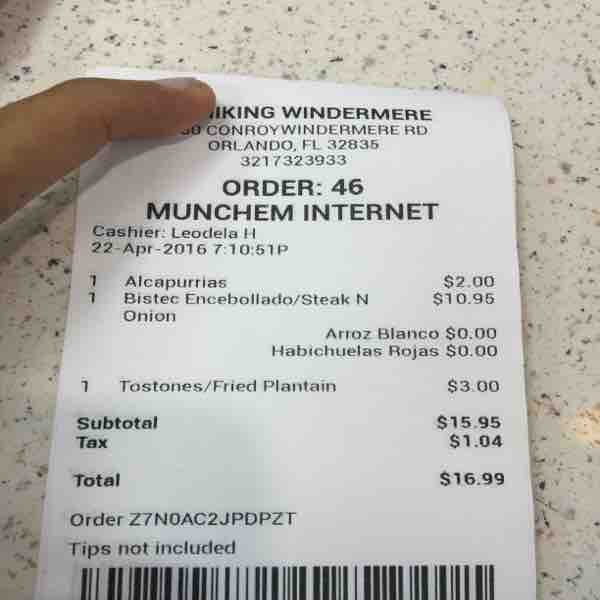 WINDERMERE
CONROYWINDERMERE RD
ORLANDO, FL 32835
3217323933
ORDER: 46
MUNCHEM INTERNET
Cashier: Leodela H
22-Apr-2016 7:10:51P
1 Alcapurrias $2.00
1 Bistec Encebollado/Steak N $10.95
Onion
Arroz Blanco $0.00
Habichuelas Rojas $0.00
1 Tostones/Fried Plantain $3.00
Subtotal $15.95
Tax $1.04
Total $16.99
Order Z7N0AC2JPDPZT
Tips not included